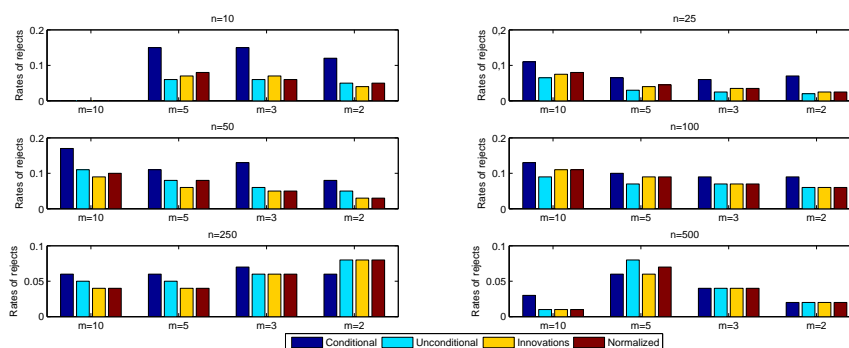 n=10
Rates of rejects
0.2
0.1
0
m=10 m=5 m=3 m=2
n=25
Rates of rejects
0,2
0.1
0
m=10 m=5 m=3 m=2
n=50
Rates of rejects
0.2
0.1
0
m=10 m=5 m=3 m=2
n=100
Rates of rejects
0.2
0.1
0
m=10 m=5 m=3 m=2
n=250
Rates of rejects
0.1
0.05
0
m=10 m=5 m=3 m=2
n=500
Rates of rejects
0.1
0.05
0
m=10 m=5 m=3 m=2
Conditional Unconditional Innovations Normalized